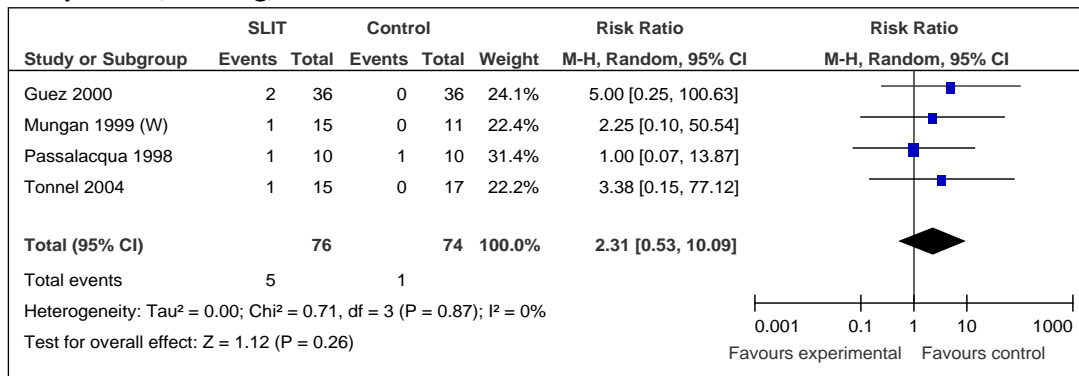 SLIT Control Risk Ratio Risk Ratio
Study or Subgroup Events Total Events Total Weight M-H, Random, 95% CI M-H, Random, 95% CI
Guez 2000 2 36 0 36 24.1% 5.00 [0.25, 100.63]
Mungan 1999 (W) 1 15 0 11 22.4% 2.25 [0.10, 50.54]
Passalacqua 1998 1 10 1 10 31.4% 1.00 [0.07, 13.87]
Tonnel 2004 1 15 0 17 22.2% 3.38 [0.15, 77.12]
Total (95% CI) 76 74 100.0% 2.31 [0.53, 10.09]
Total events 5 1
Heterogeneity: Tau² = 0.00; Chi² = 0.71, df = 3 (P = 0.87); I² = 0%
Test for overall effect: Z = 1.12 (P = 0.26)
0.001 0.1 1 10 1000
Favours experimental Favours control